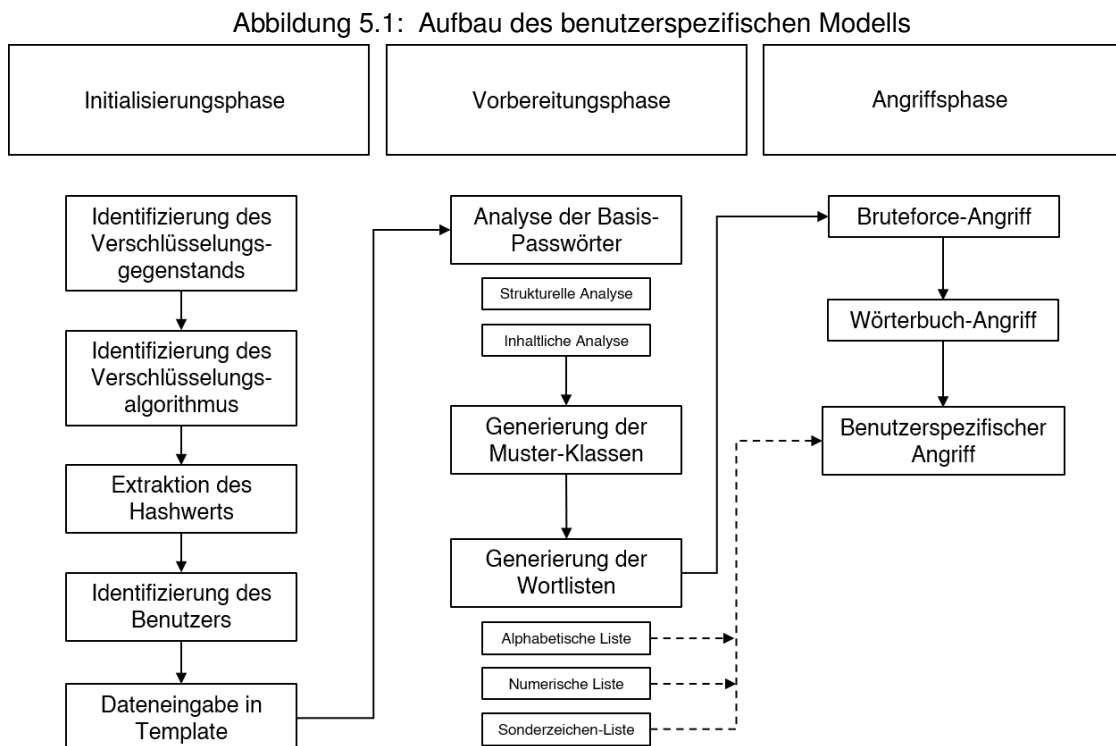 Abbildung 5.1: Aufbau des benutzerspezifischen Modells
Initialisierungsphase
Vorbereitungsphase
Angriffsphase
Identifizierung des
Verschlüsselungs-
gegenstands
Identifizierung des
Verschlüsselungs-
algorithmus
Extraktion des
Hashwerts
Identifizierung des
Benutzers
Dateneingabe in
Template
Analyse der Basis-
Passwörter
Strukturelle Analyse
Inhaltliche Analyse
Generierung der
Muster-Klassen
Generierung der
Wortlisten
Alphabetische Liste
Numerische Liste
Sonderzeichen-Liste
Bruteforce-Angriff
Wörterbuch-Angriff
Benutzerspezifischer
Angriff